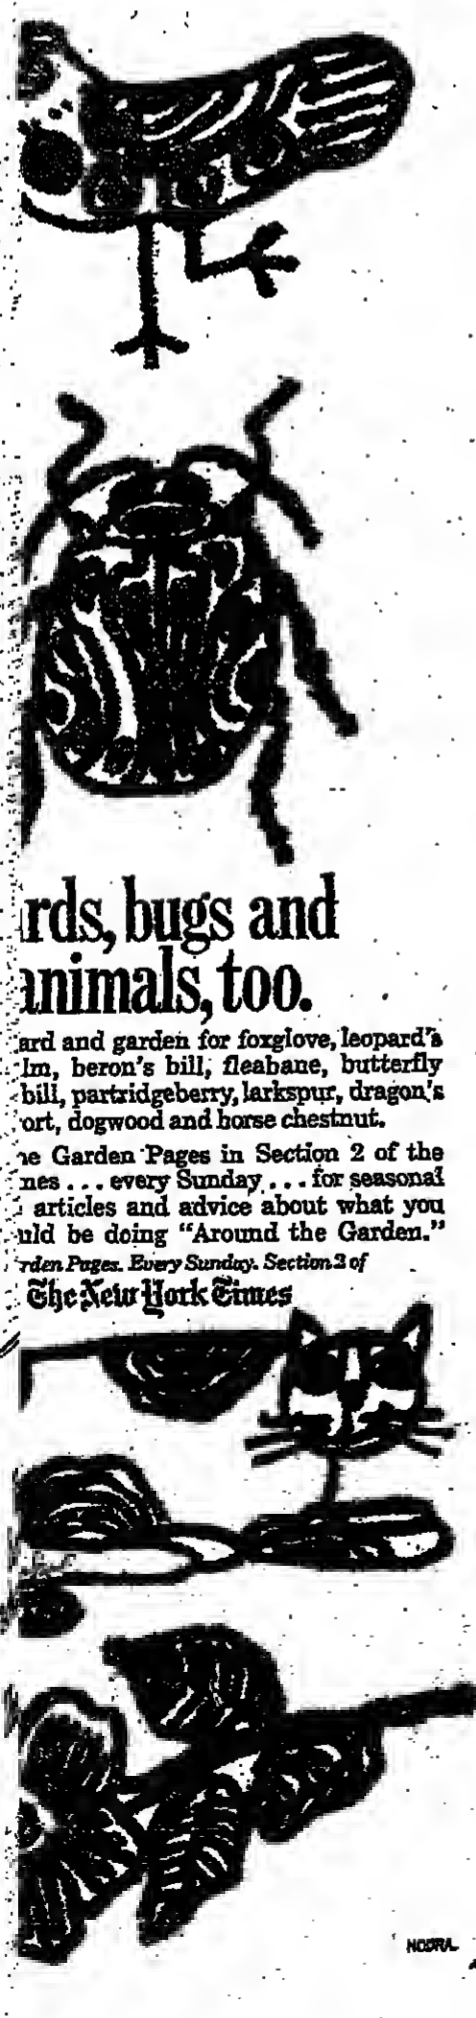 rds, bugs and
animals, too.
ard and garden for foxglove, leopard's
lm, beron's bill, fleabane, butterfly
bill, partridgeberry, larkspur, dragon's
ort, dogwood and horse chestnut.
he Garden Pages in Section 2 of the
mes . . . every Sunday . . . for seasonal
articles and advice about what you
uld be doing "Around the Garden."
rden Pages. Every Sunday. Section 2 of
The New York Times